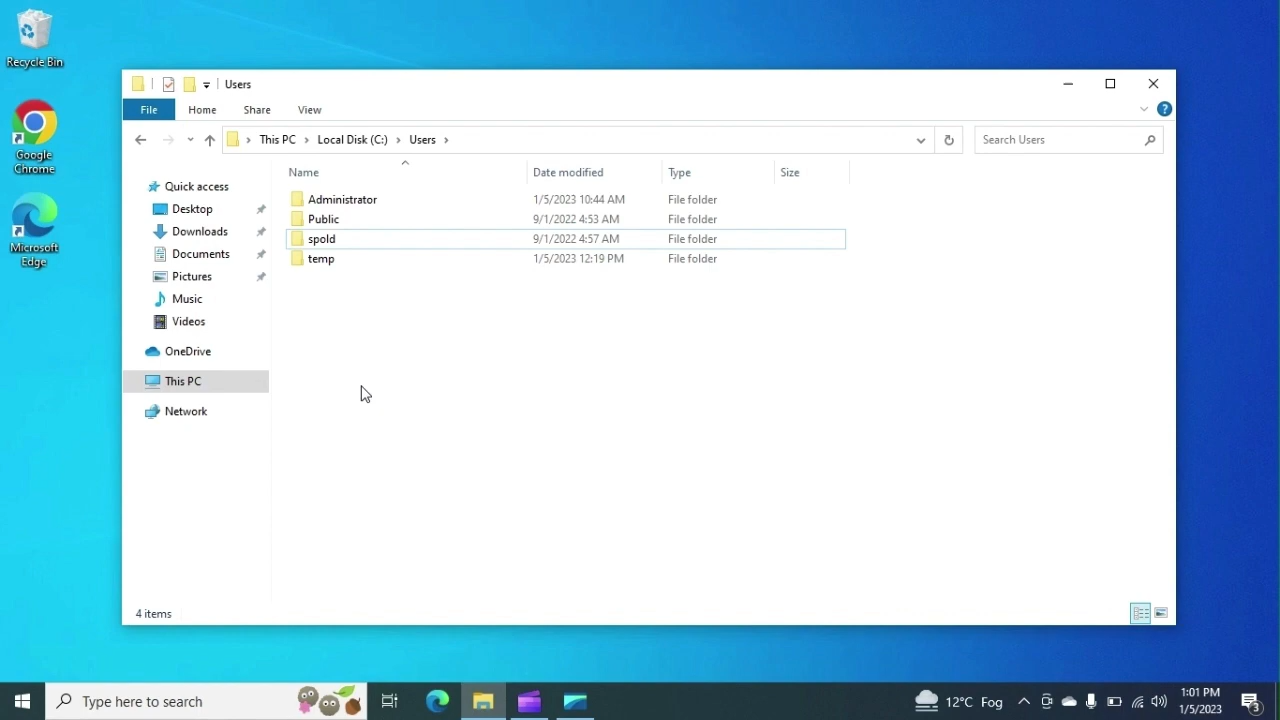 Recycle Bin
Google
Chrome
Microsoft
Edge
Users
File Home Share View
This PC Local Disk (C:) Users
Search Users
Name Date modified Type Size
Quick access
Desktop
Downloads
Documents
Pictures
Music
Videos
OneDrive
This PC
Network
Administrator 1/5/2023 10:44 AM File folder
Public 9/1/2022 4:53 AM File folder
spold 9/1/2022 4:57 AM File folder
temp 1/5/2023 12:19 PM File folder
4 items
Type here to search
12°C Fog
1:01 PM
1/5/2023
3